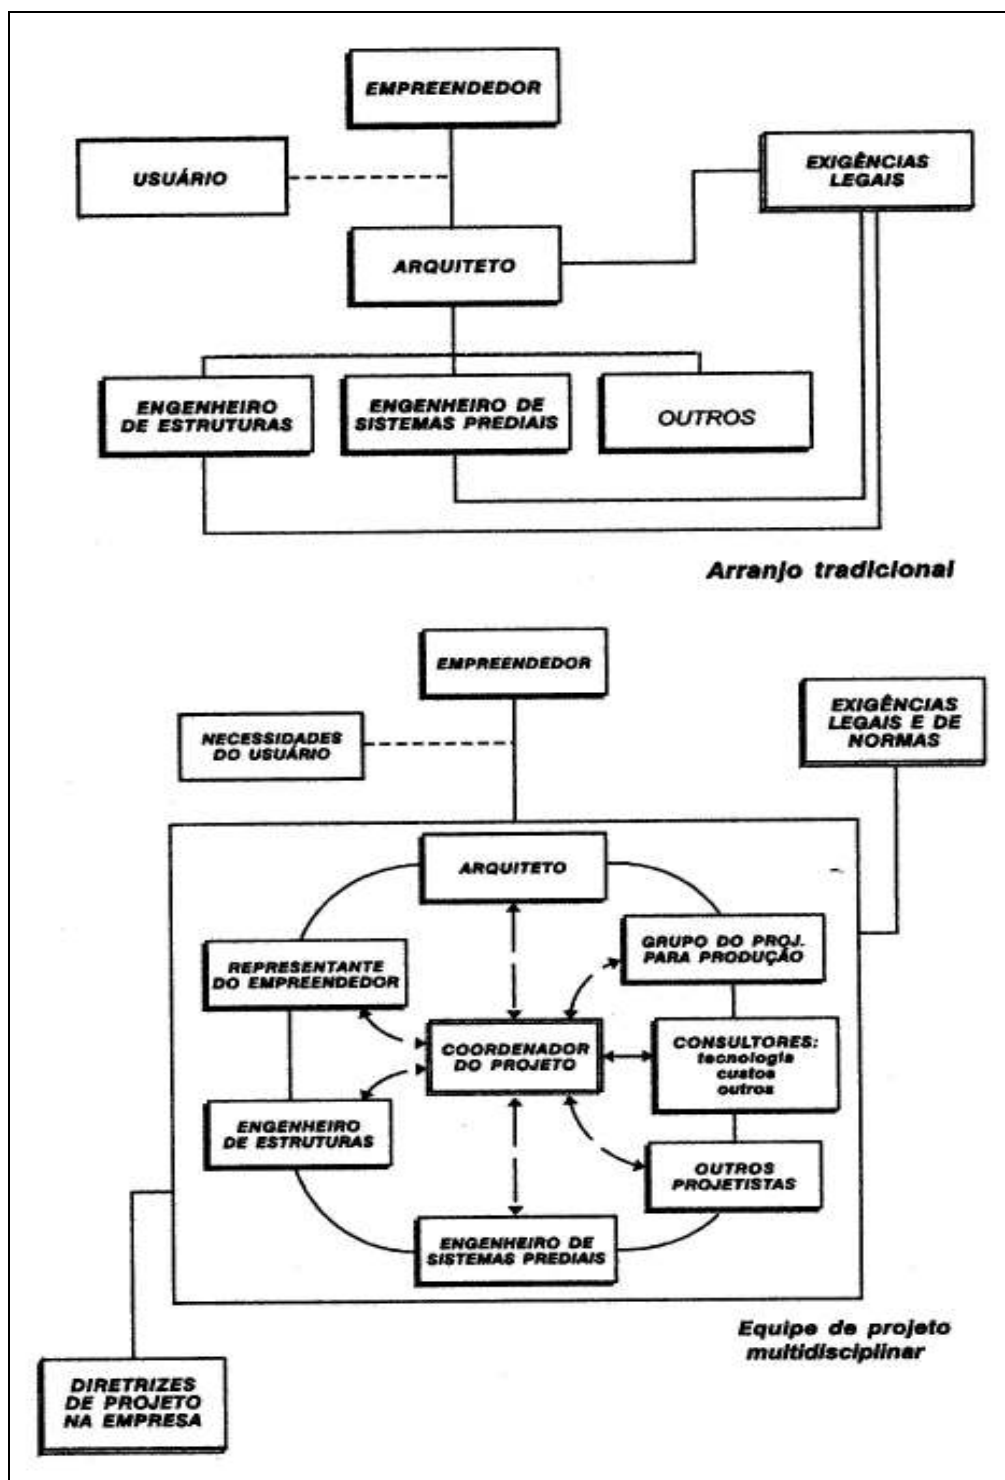 EMPREENDEDOR
USUÁRIO
EXIGÊNCIAS
LEGAIS
ARQUITETO
ENGENHEIRO
DE ESTRUTURAS
ENGENHEIRO DE
SISTEMAS PREDIAIS
OUTROS
Arranjo tradicional
EMPREENDEDOR
NECESSIDADES
DO USUÁRIO
EXIGÊNCIAS
LEGAIS E DE
NORMAS
ARQUITETO
REPRESENTANTE
DO EMPREENDEDOR
GRUPO DO PROJ.
PARA PRODUÇÃO
COORDENADOR
DO PROJETO
CONSULTORES:
tecnologia
custos
outros
ENGENHEIRO
DE ESTRUTURAS
OUTROS
PROJETISTAS
ENGENHEIRO DE
SISTEMAS PREDIAIS
Equipe de projeto
multidisciplinar
DIRETRIZES
DE PROJETO
NA EMPRESA